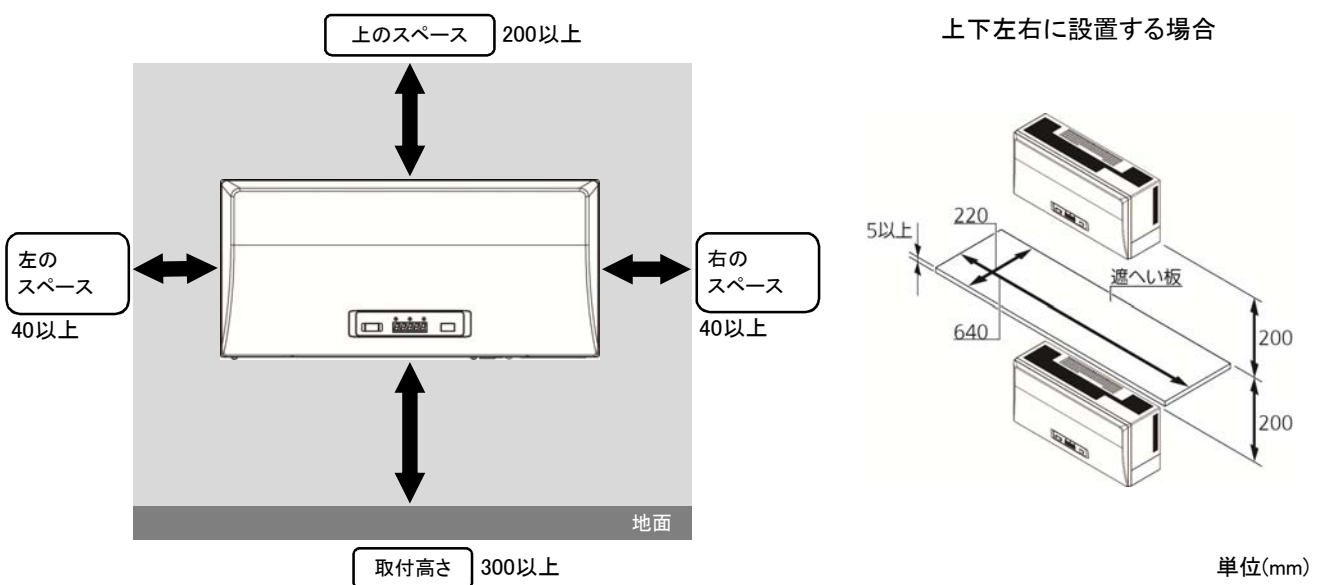 上のスペース 200以上
左の
スペース
40以上
右の
スペース
40以上
地面
取付高さ 300以上
上下左右に設置する場合
5以上
220
遮へい板
640
200
200
単位(mm)